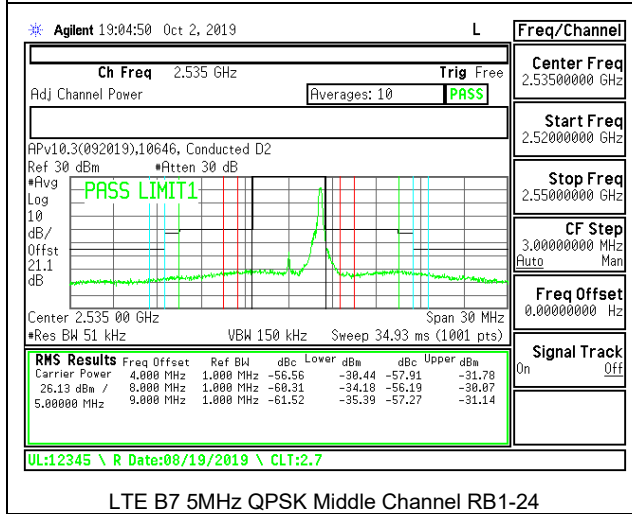 Agilent 19:04:50 Oct 2, 2019 L
Ch Freq 2.535 GHz Trig Free
Adj Channel Power Averages: 10 PASS
APv10.3(092019),10646, Conducted D2
Ref 30 dBm #Atten 30 dB
#Avg
Log
10
dB/
Offst
21.1
dB
PASS LIMIT1
Center 2.535 00 GHz Span 30 MHz
#Res BW 51 kHz VBW 150 kHz Sweep 34.93 ms (1001 pts)
RMS Results Freq Offset Ref BW dBc Lower dBm dBc Upper dBm
Carrier Power 4.000 MHz 1.000 MHz -56.56 -30.44 -57.91 -31.78
26.13 dBm / 8.000 MHz 1.000 MHz -60.31 -34.18 -56.19 -30.07
5.00000 MHz 9.000 MHz 1.000 MHz -61.52 -35.39 -57.27 -31.14
UL:12345 \ R Date:08/19/2019 \ CLT:2.7
Freq/Channel
Center Freq
2.53500000 GHz
Start Freq
2.52000000 GHz
Stop Freq
2.55000000 GHz
CF Step
3.00000000 MHz
Auto Man
Freq Offset
0.00000000 Hz
Signal Track
On Off
LTE B7 5MHz QPSK Middle Channel RB1-24